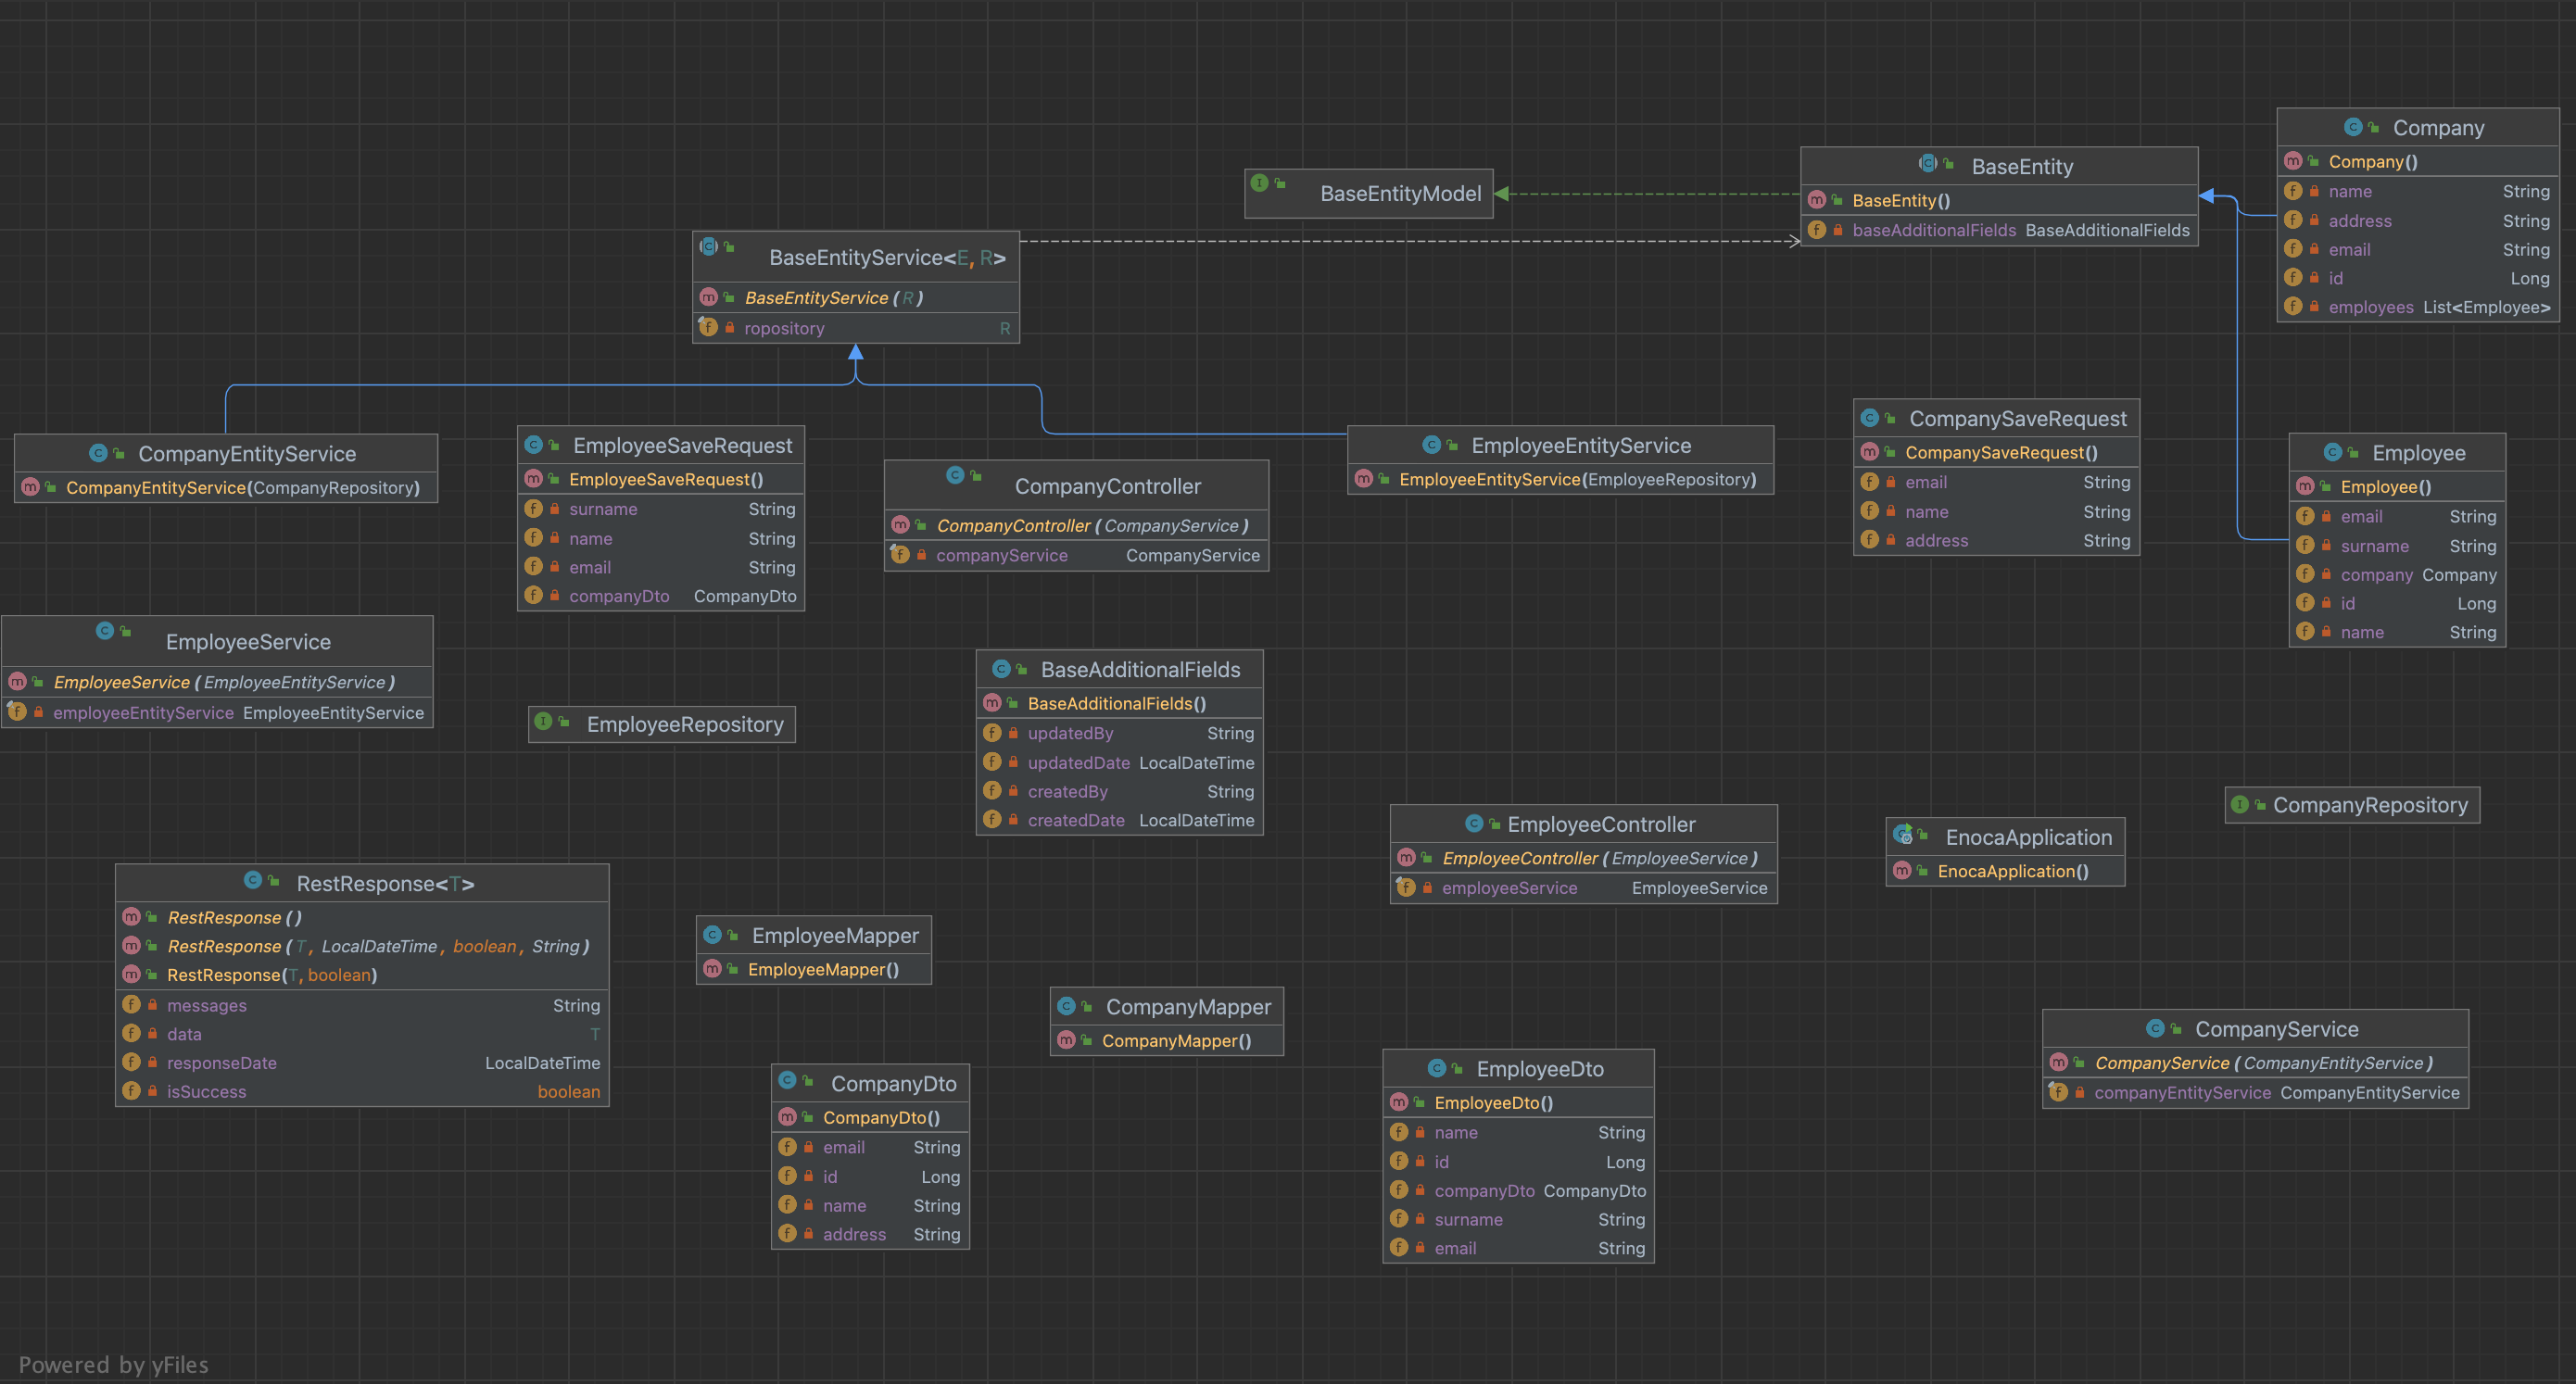 Company
Company()
name String
address String
email String
id Long
employees List<Employee>
BaseEntity
BaseEntity()
baseAdditionalFields BaseAdditionalFields
BaseEntityModel
BaseEntityService<E, R>
BaseEntityService (R)
ropository R
CompanyEntityService
CompanyEntityService(CompanyRepository)
EmployeeSaveRequest
EmployeeSaveRequest()
surname String
name String
email String
companyDto CompanyDto
CompanyController
CompanyController (CompanyService)
companyService CompanyService
EmployeeEntityService
EmployeeEntityService(EmployeeRepository)
CompanySaveRequest
CompanySaveRequest()
email String
name String
address String
Employee
Employee()
email String
surname String
company Company
id Long
name String
EmployeeService
EmployeeService (EmployeeEntityService)
employeeEntityService EmployeeEntityService
EmployeeRepository
BaseAdditionalFields
BaseAdditionalFields()
updatedBy String
updatedDate LocalDateTime
createdBy String
createdDate LocalDateTime
EmployeeController
EmployeeController (EmployeeService)
employeeService EmployeeService
EnocaApplication
EnocaApplication()
CompanyRepository
RestResponse<T>
RestResponse ()
RestResponse (T, LocalDateTime, boolean, String)
RestResponse(T, boolean)
messages String
data T
responseDate LocalDateTime
isSuccess boolean
EmployeeMapper
EmployeeMapper()
CompanyMapper
CompanyMapper()
CompanyDto
CompanyDto()
email String
id Long
name String
address String
EmployeeDto
EmployeeDto()
name String
id Long
companyDto CompanyDto
surname String
email String
CompanyService
CompanyService (CompanyEntityService)
companyEntityService CompanyEntityService
Powered by yFiles